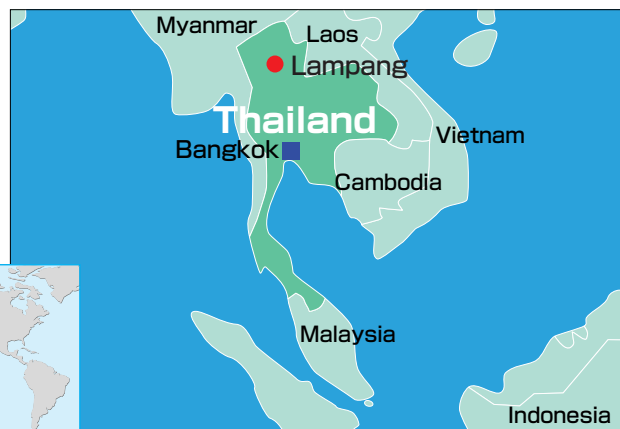 Myanmar
Laos
Lampang
Thailand
Bangkok
Vietnam
Cambodia
Malaysia
Indonesia